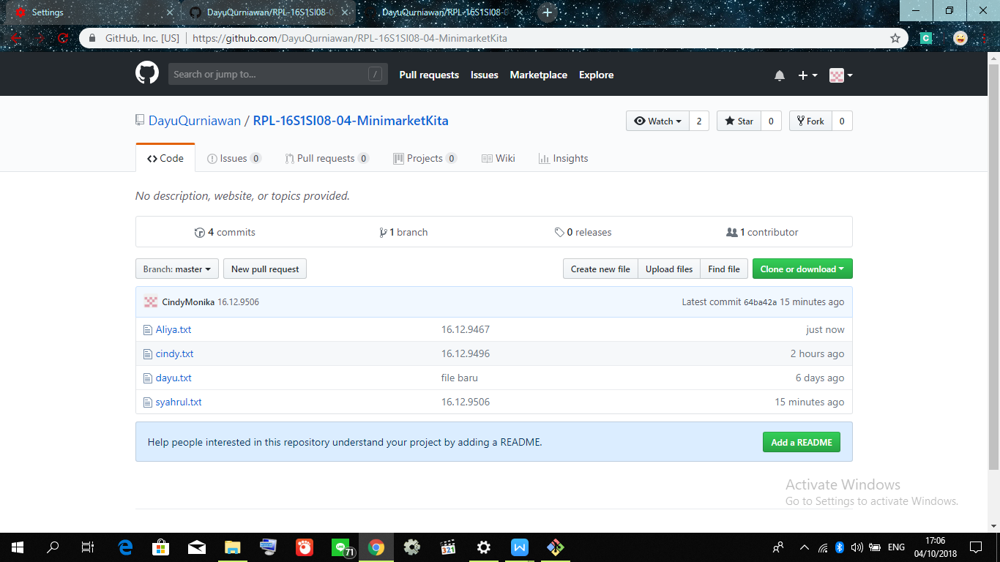 Settings
DayuQurniawan/RPL-16S1SI08-0
DayuQurniawan/RPL-16S1SI08-0
GitHub, Inc. [US] | https://github.com/DayuQurniawan/RPL-16S1SI08-04-MinimarketKita
C
Search or jump to... /
Pull requests Issues Marketplace Explore
DayuQurniawan / RPL-16S1SI08-04-MinimarketKita
Watch 2 Star 0 Fork 0
Code Issues 0 Pull requests 0 Projects 0 Wiki Insights
No description, website, or topics provided.
4 commits 1 branch 0 releases 1 contributor
Branch: master New pull request Create new file Upload files Find file Clone or download
CindyMonika 16.12.9506 Latest commit 64ba42a 15 minutes ago
Aliya.txt 16.12.9467 just now
cindy.txt 16.12.9496 2 hours ago
dayu.txt file baru 6 days ago
syahrul.txt 16.12.9506 15 minutes ago
Help people interested in this repository understand your project by adding a README. Add a README
Activate Windows
Go to Settings to activate Windows.
LINE 71 321 W ENG 17:06
04/10/2018